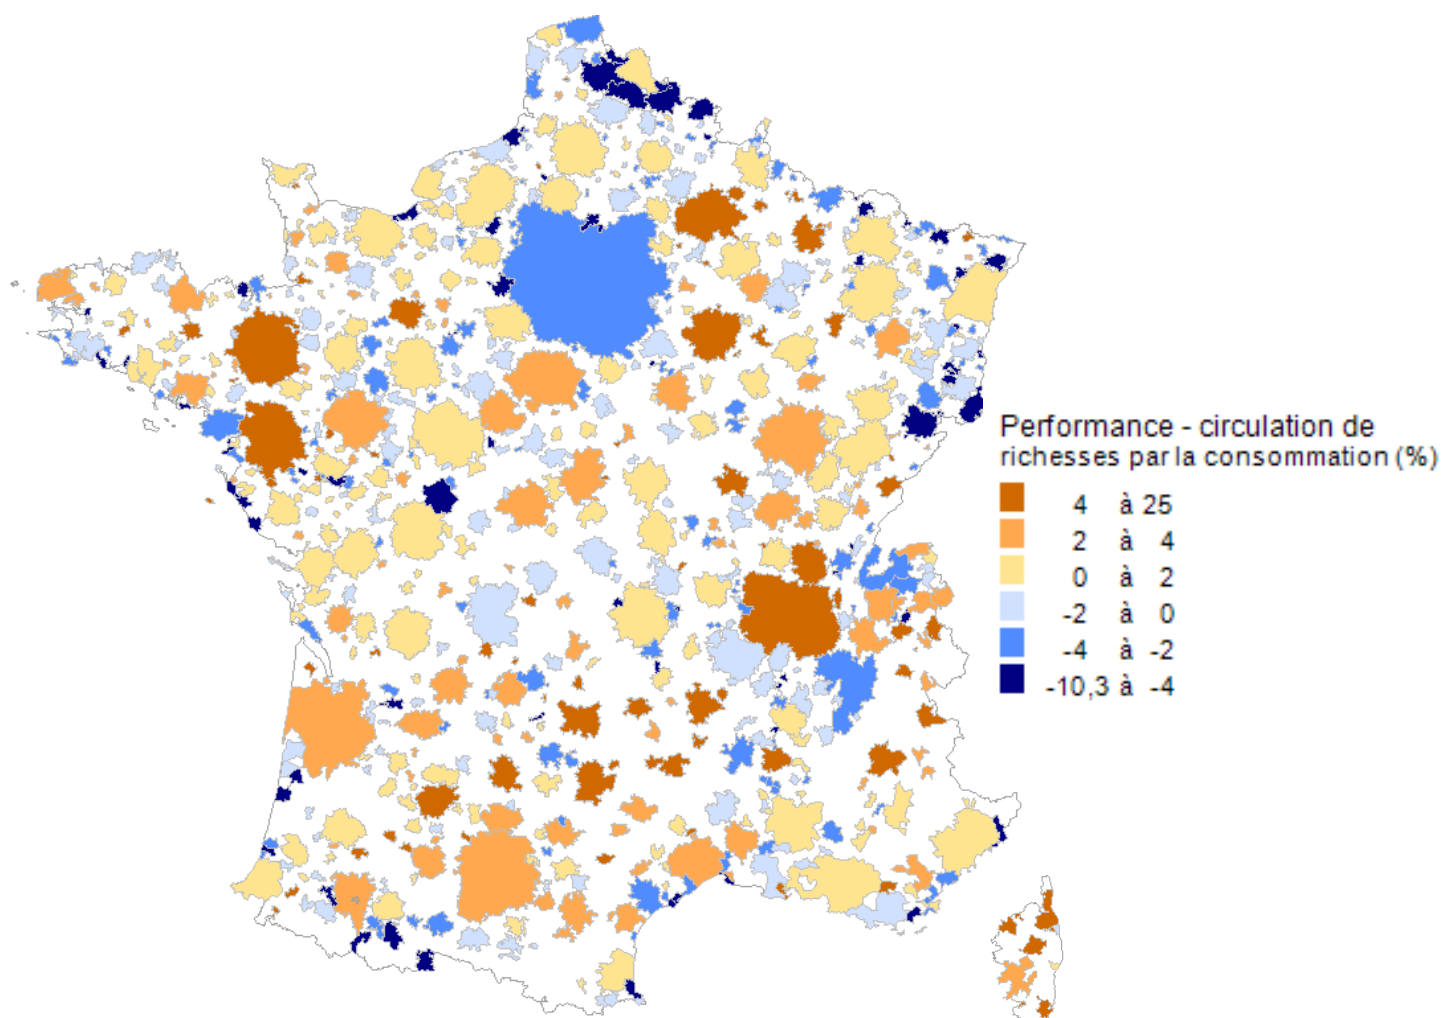 Performance - circulation de
richesses par la consommation (%)
4 à 25
2 à 4
0 à 2
-2 à 0
-4 à -2
-10,3 à -4